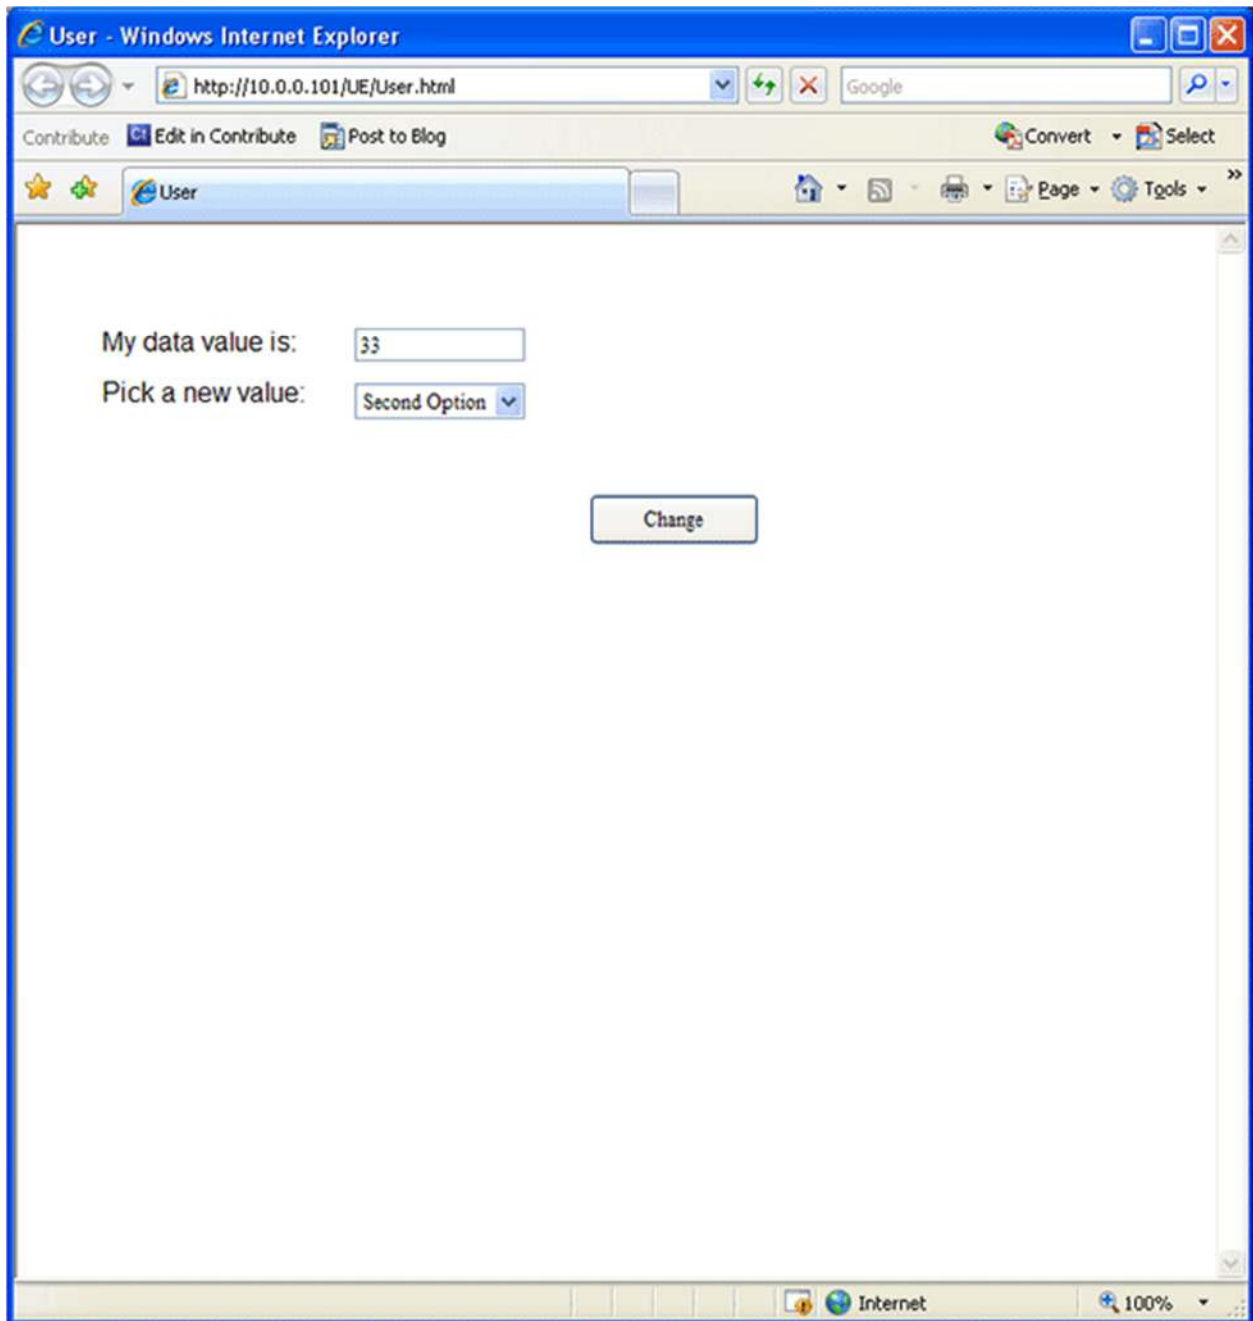 User - Windows Internet Explorer
http://10.0.0.101/UE/User.html
Google
Contribute Edit in Contribute Post to Blog Convert Select
User Page Tools »
My data value is: 33
Pick a new value: Second Option
Change
Internet 100%